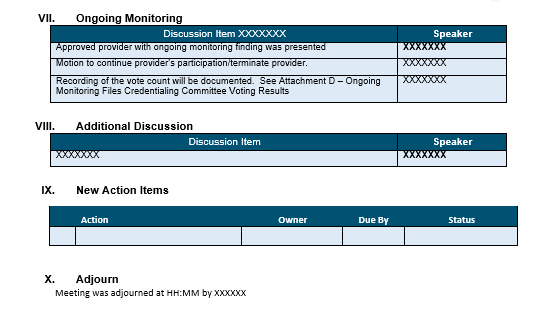 VII. Ongoing Monitoring
Discussion Item XXXXXXX Speaker
Approved provider with ongoing monitoring finding was presented XXXXXXX
Motion to continue provider's participation/terminate provider. XXXXXXX
Recording of the vote count will be documented. See Attachment D – Ongoing XXXXXXX
Monitoring Files Credentialing Committee Voting Results
VIII. Additional Discussion
Discussion Item Speaker
XXXXXXX XXXXXXX
IX. New Action Items
Action Owner Due By Status
X. Adjourn
Meeting was adjourned at HH:MM by XXXXXX